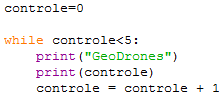 controle=0
while controle<5:
    print("GeoDrones")
    print(controle)
    controle = controle + 1